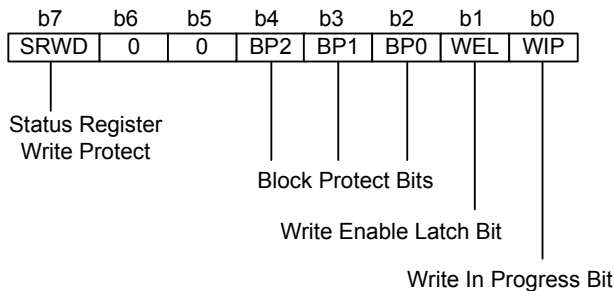 b7 b6 b5 b4 b3 b2 b1 b0
SRWD 0 0 BP2 BP1 BP0 WEL WIP
Status Register
Write Protect
Block Protect Bits
Write Enable Latch Bit
Write In Progress Bit